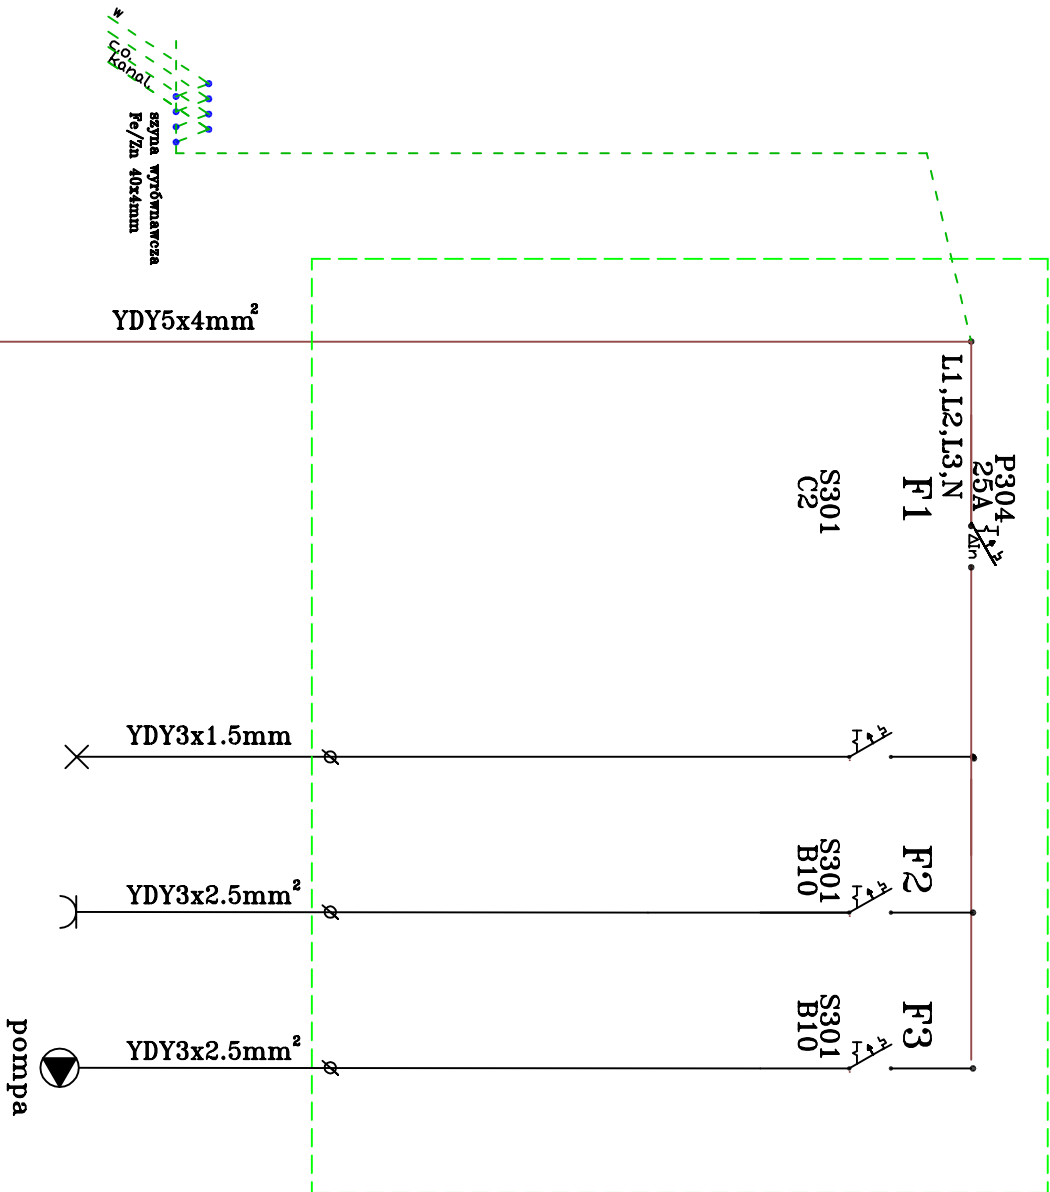 w
c.o.
kanal.
szyna wyrównawcza
Fe/Zn 40x4mm
YDY5x4mm²
L1,L2,L3,N
P304
25A
ΔIn
F1
S301
C2
YDY3x1.5mm
F2
S301
B10
YDY3x2.5mm²
F3
S301
B10
YDY3x2.5mm²
pompa